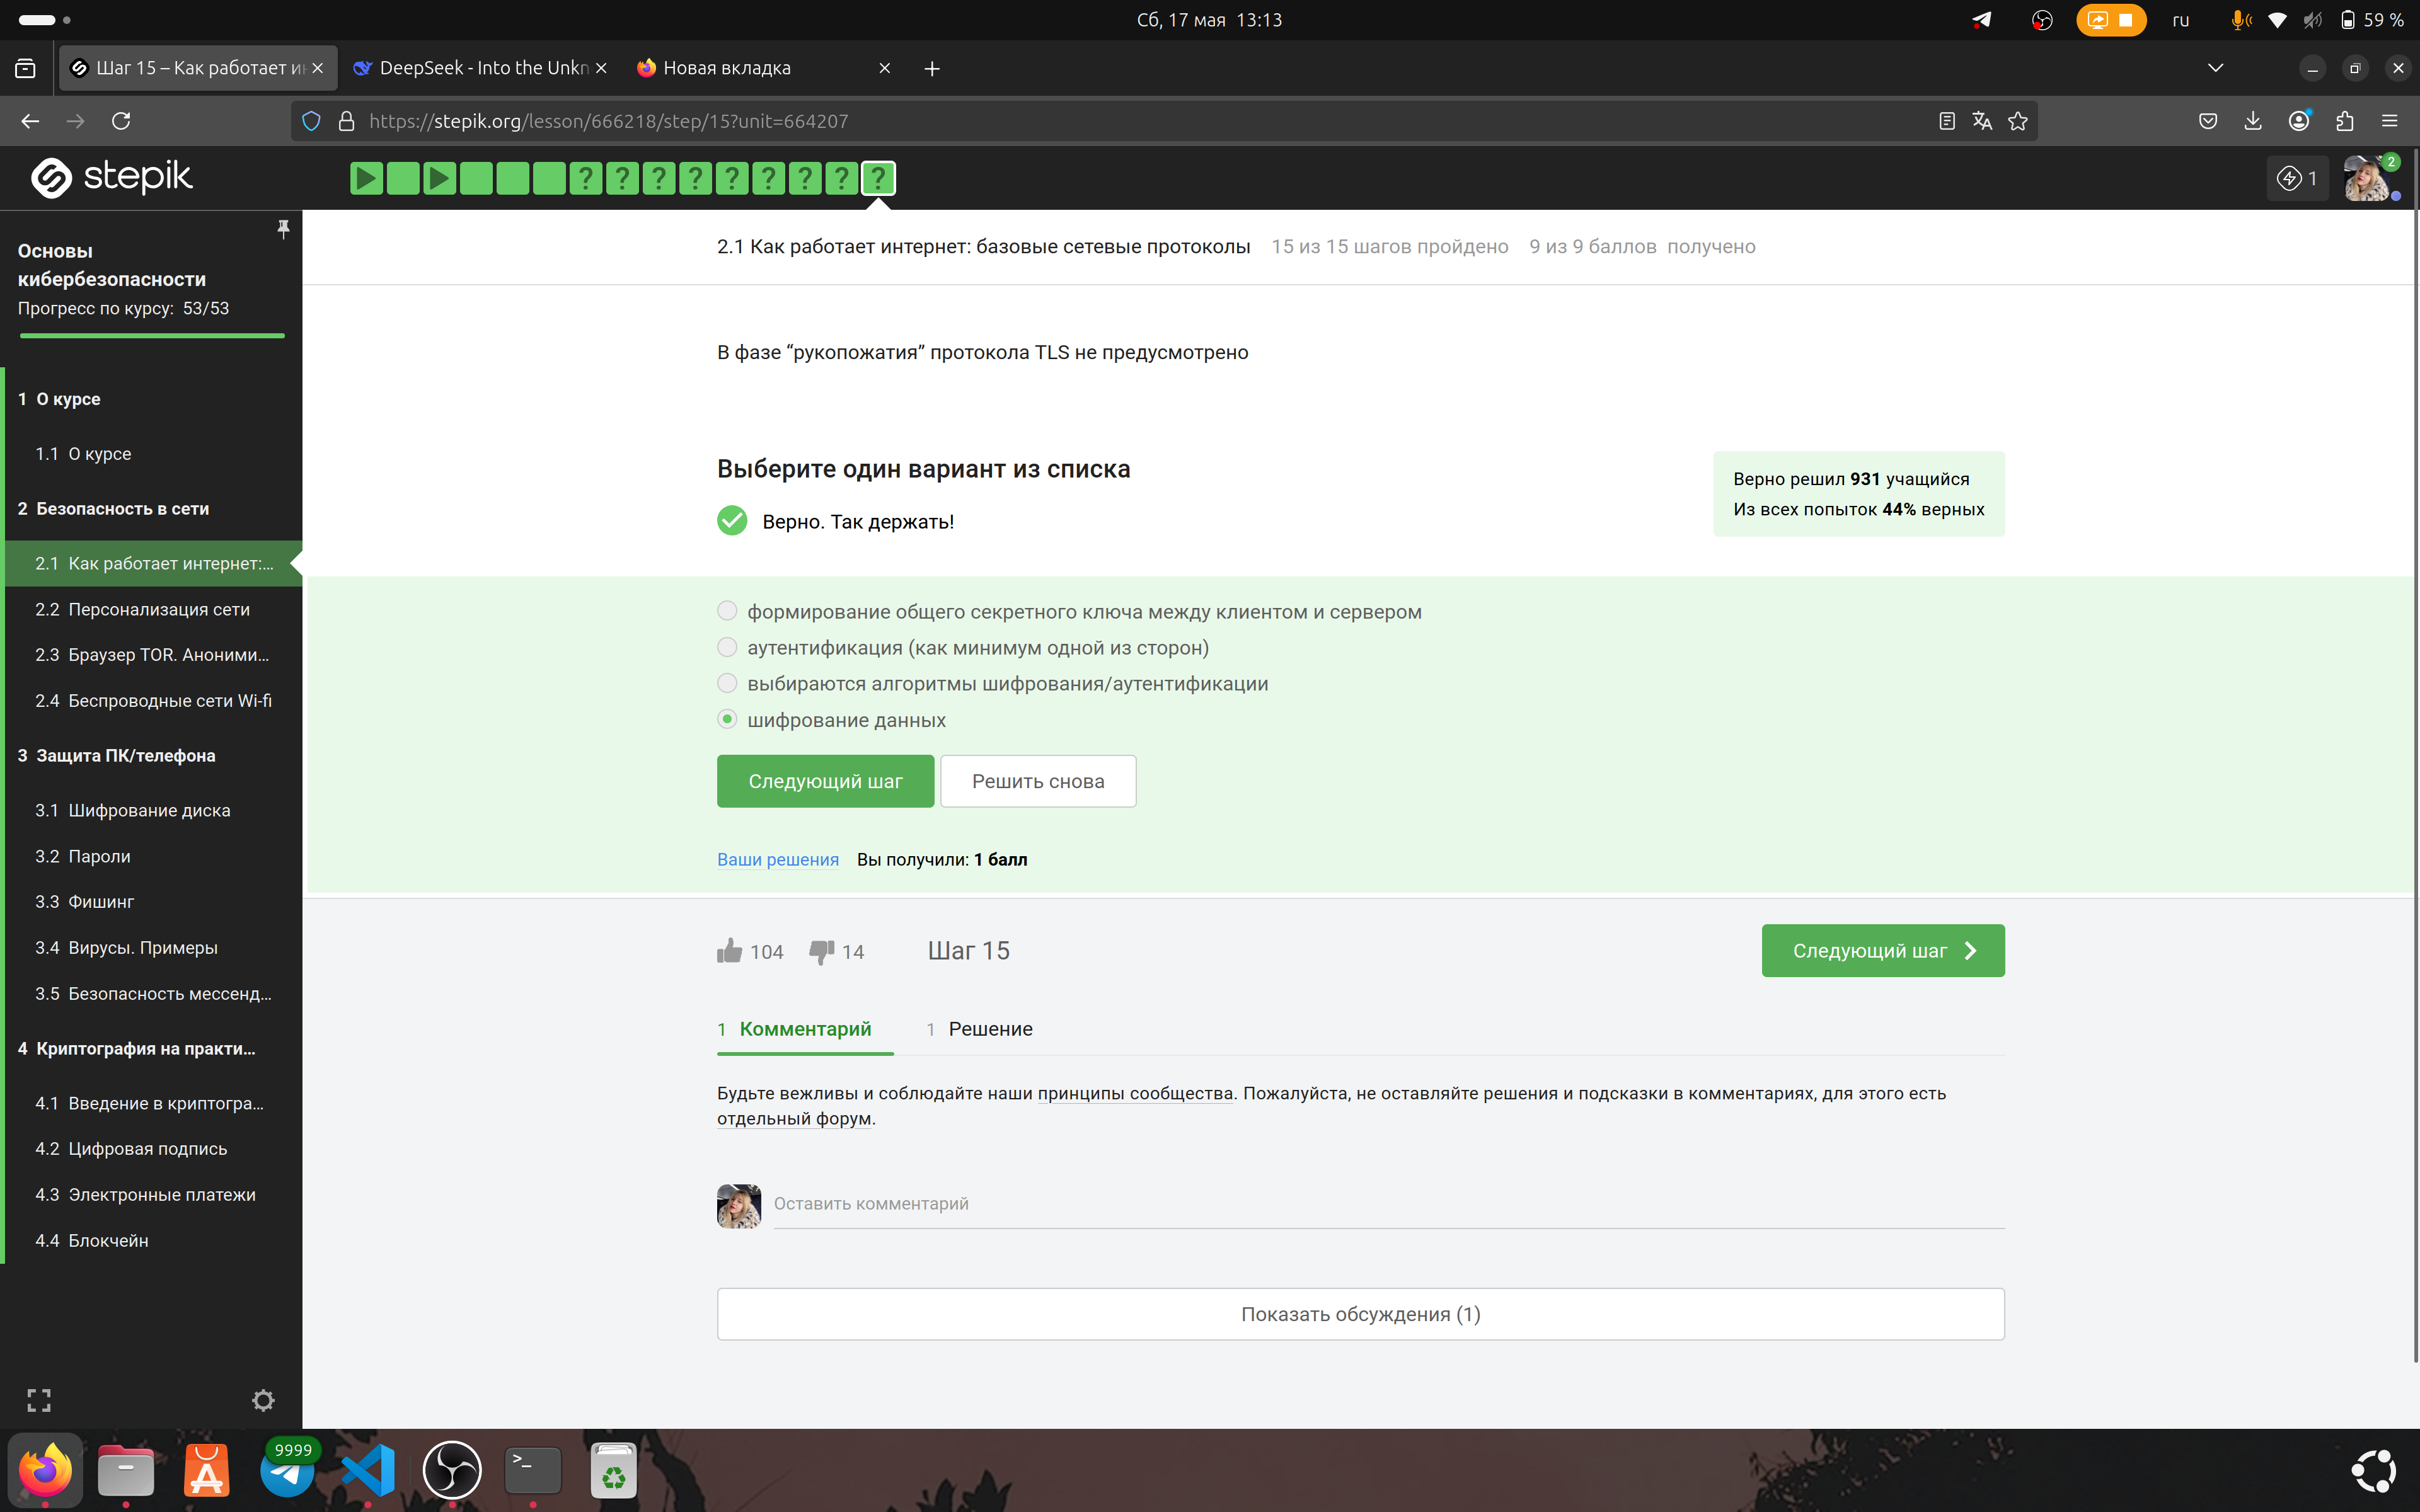 Сб, 17 мая 13:13
ru
59 %
Шаг 15 – Как работает ин
DeepSeek - Into the Unkn
Новая вкладка
https://stepik.org/lesson/666218/step/15?unit=664207
stepik
? ? ? ? ? ? ? ? ?
1
2
Основы
кибербезопасности
Прогресс по курсу: 53/53
1 О курсе
1.1 О курсе
2 Безопасность в сети
2.1 Как работает интернет:...
2.2 Персонализация сети
2.3 Браузер TOR. Аноними...
2.4 Беспроводные сети Wi-fi
3 Защита ПК/телефона
3.1 Шифрование диска
3.2 Пароли
3.3 Фишинг
3.4 Вирусы. Примеры
3.5 Безопасность мессенд...
4 Криптография на практи...
4.1 Введение в криптогра...
4.2 Цифровая подпись
4.3 Электронные платежи
4.4 Блокчейн
2.1 Как работает интернет: базовые сетевые протоколы 15 из 15 шагов пройдено 9 из 9 баллов получено
В фазе “рукопожатия” протокола TLS не предусмотрено
Выберите один вариант из списка
Верно. Так держать!
Верно решил 931 учащийся
Из всех попыток 44% верных
формирование общего секретного ключа между клиентом и сервером
аутентификация (как минимум одной из сторон)
выбираются алгоритмы шифрования/аутентификации
шифрование данных
Следующий шаг
Решить снова
Ваши решения Вы получили: 1 балл
104 14 Шаг 15
Следующий шаг
1 Комментарий 1 Решение
Будьте вежливы и соблюдайте наши принципы сообщества. Пожалуйста, не оставляйте решения и подсказки в комментариях, для этого есть
отдельный форум.
Оставить комментарий
Показать обсуждения (1)
9999
>_